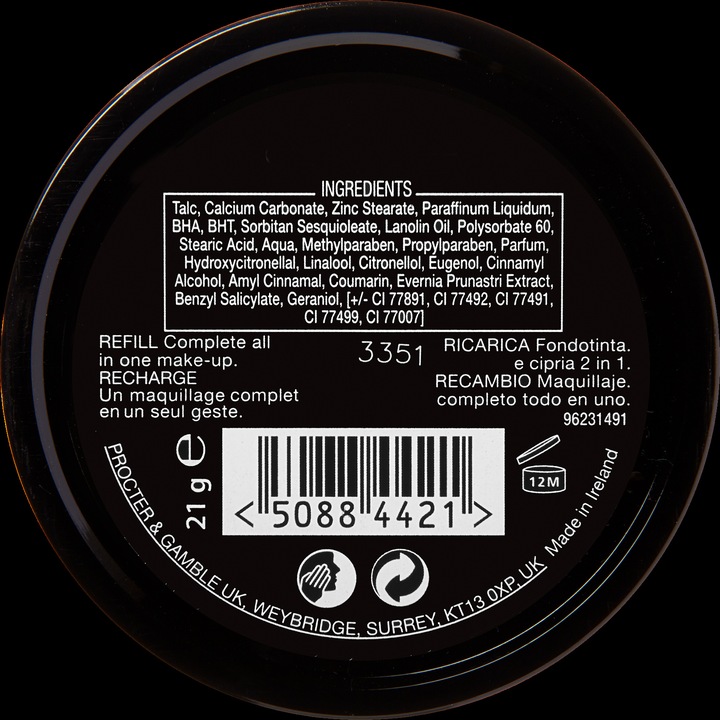 INGREDIENTS
Talc, Calcium Carbonate, Zinc Stearate, Paraffinum Liquidum,
BHA, BHT, Sorbitan Sesquioleate, Lanolin Oil, Polysorbate 60,
Stearic Acid, Aqua, Methylparaben, Propylparaben, Parfum,
Hydroxycitronellal, Linalool, Citronellol, Eugenol, Cinnamyl
Alcohol, Amyl Cinnamal, Coumarin, Evernia Prunastri Extract,
Benzyl Salicylate, Geraniol, [+/- CI 77891, CI 77492, CI 77491,
CI 77499, CI 77007]
REFILL Complete all
in one make-up.
RECHARGE
Un maquillage complet
en un seul geste.
3351
RICARICA Fondotinta.
e cipria 2 in 1.
RECAMBIO Maquillaje.
completo todo en uno.
96231491
21 g e
<50884421>
12M
PROCTER & GAMBLE UK, WEYBRIDGE, SURREY, KT13 0XP, UK
Made in Ireland